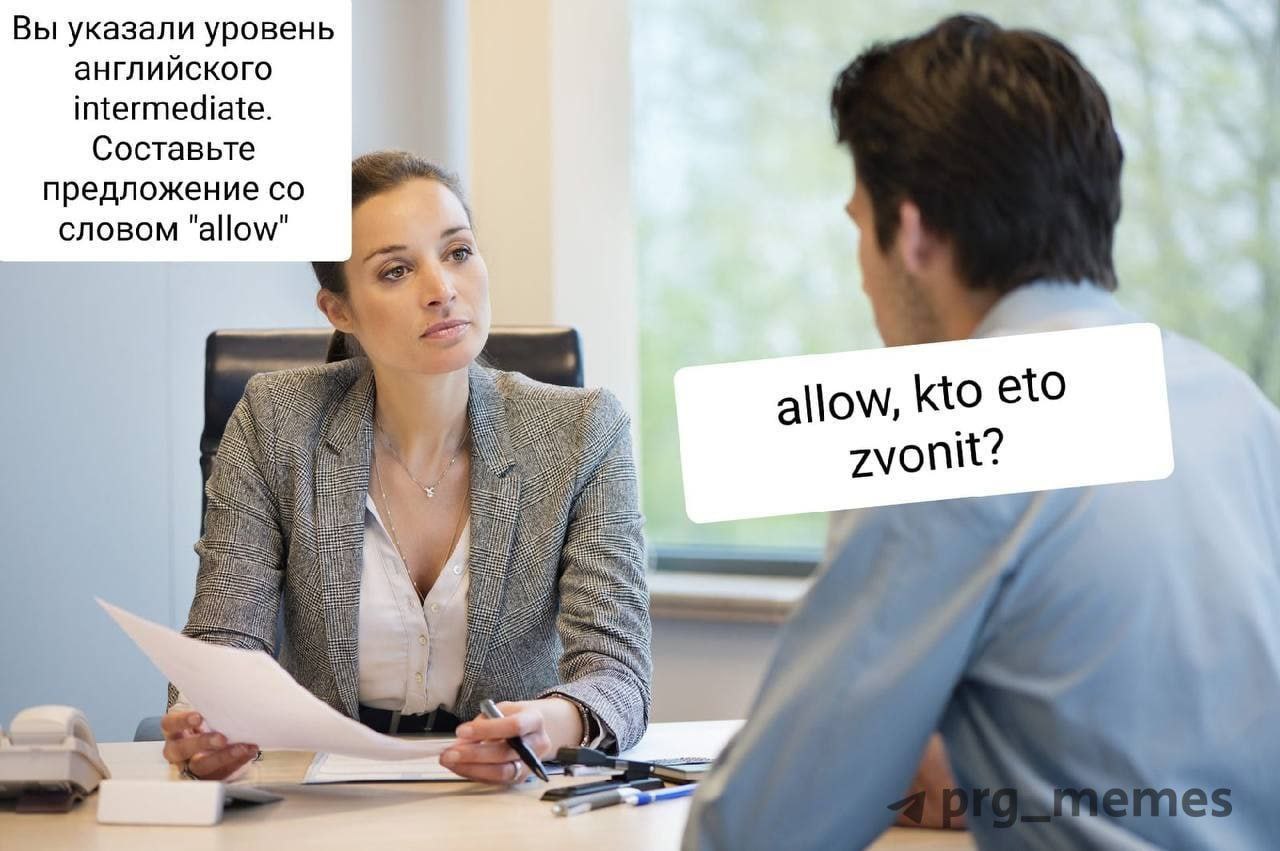 Вы указали уровень
английского
intermediate.
Составьте
предложение со
словом "allow"
allow, kto eto
zvonit?
prg_memes